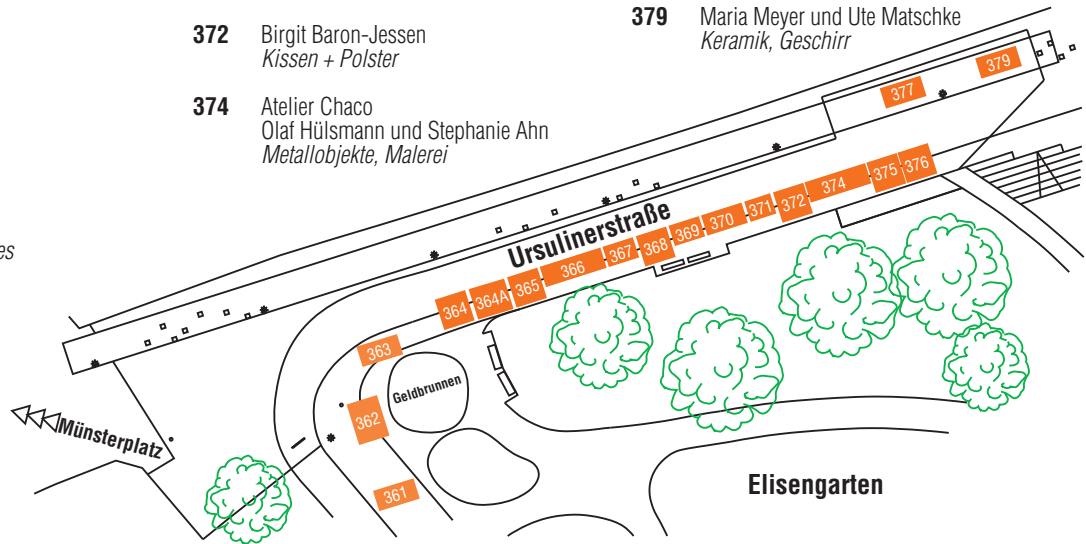 372 Birgit Baron-Jessen
Kissen + Polster
374 Atelier Chaco
Olaf Hülsmann und Stephanie Ahn
Metallobjekte, Malerei
379 Maria Meyer und Ute Matschke
Keramik, Geschirr
es
379
377
376
375
374
372
371
370
369
368
367
366
365
364A
364
Ursulinerstraße
363
Geldbrunnen
362
Münsterplatz
361
Elisengarten